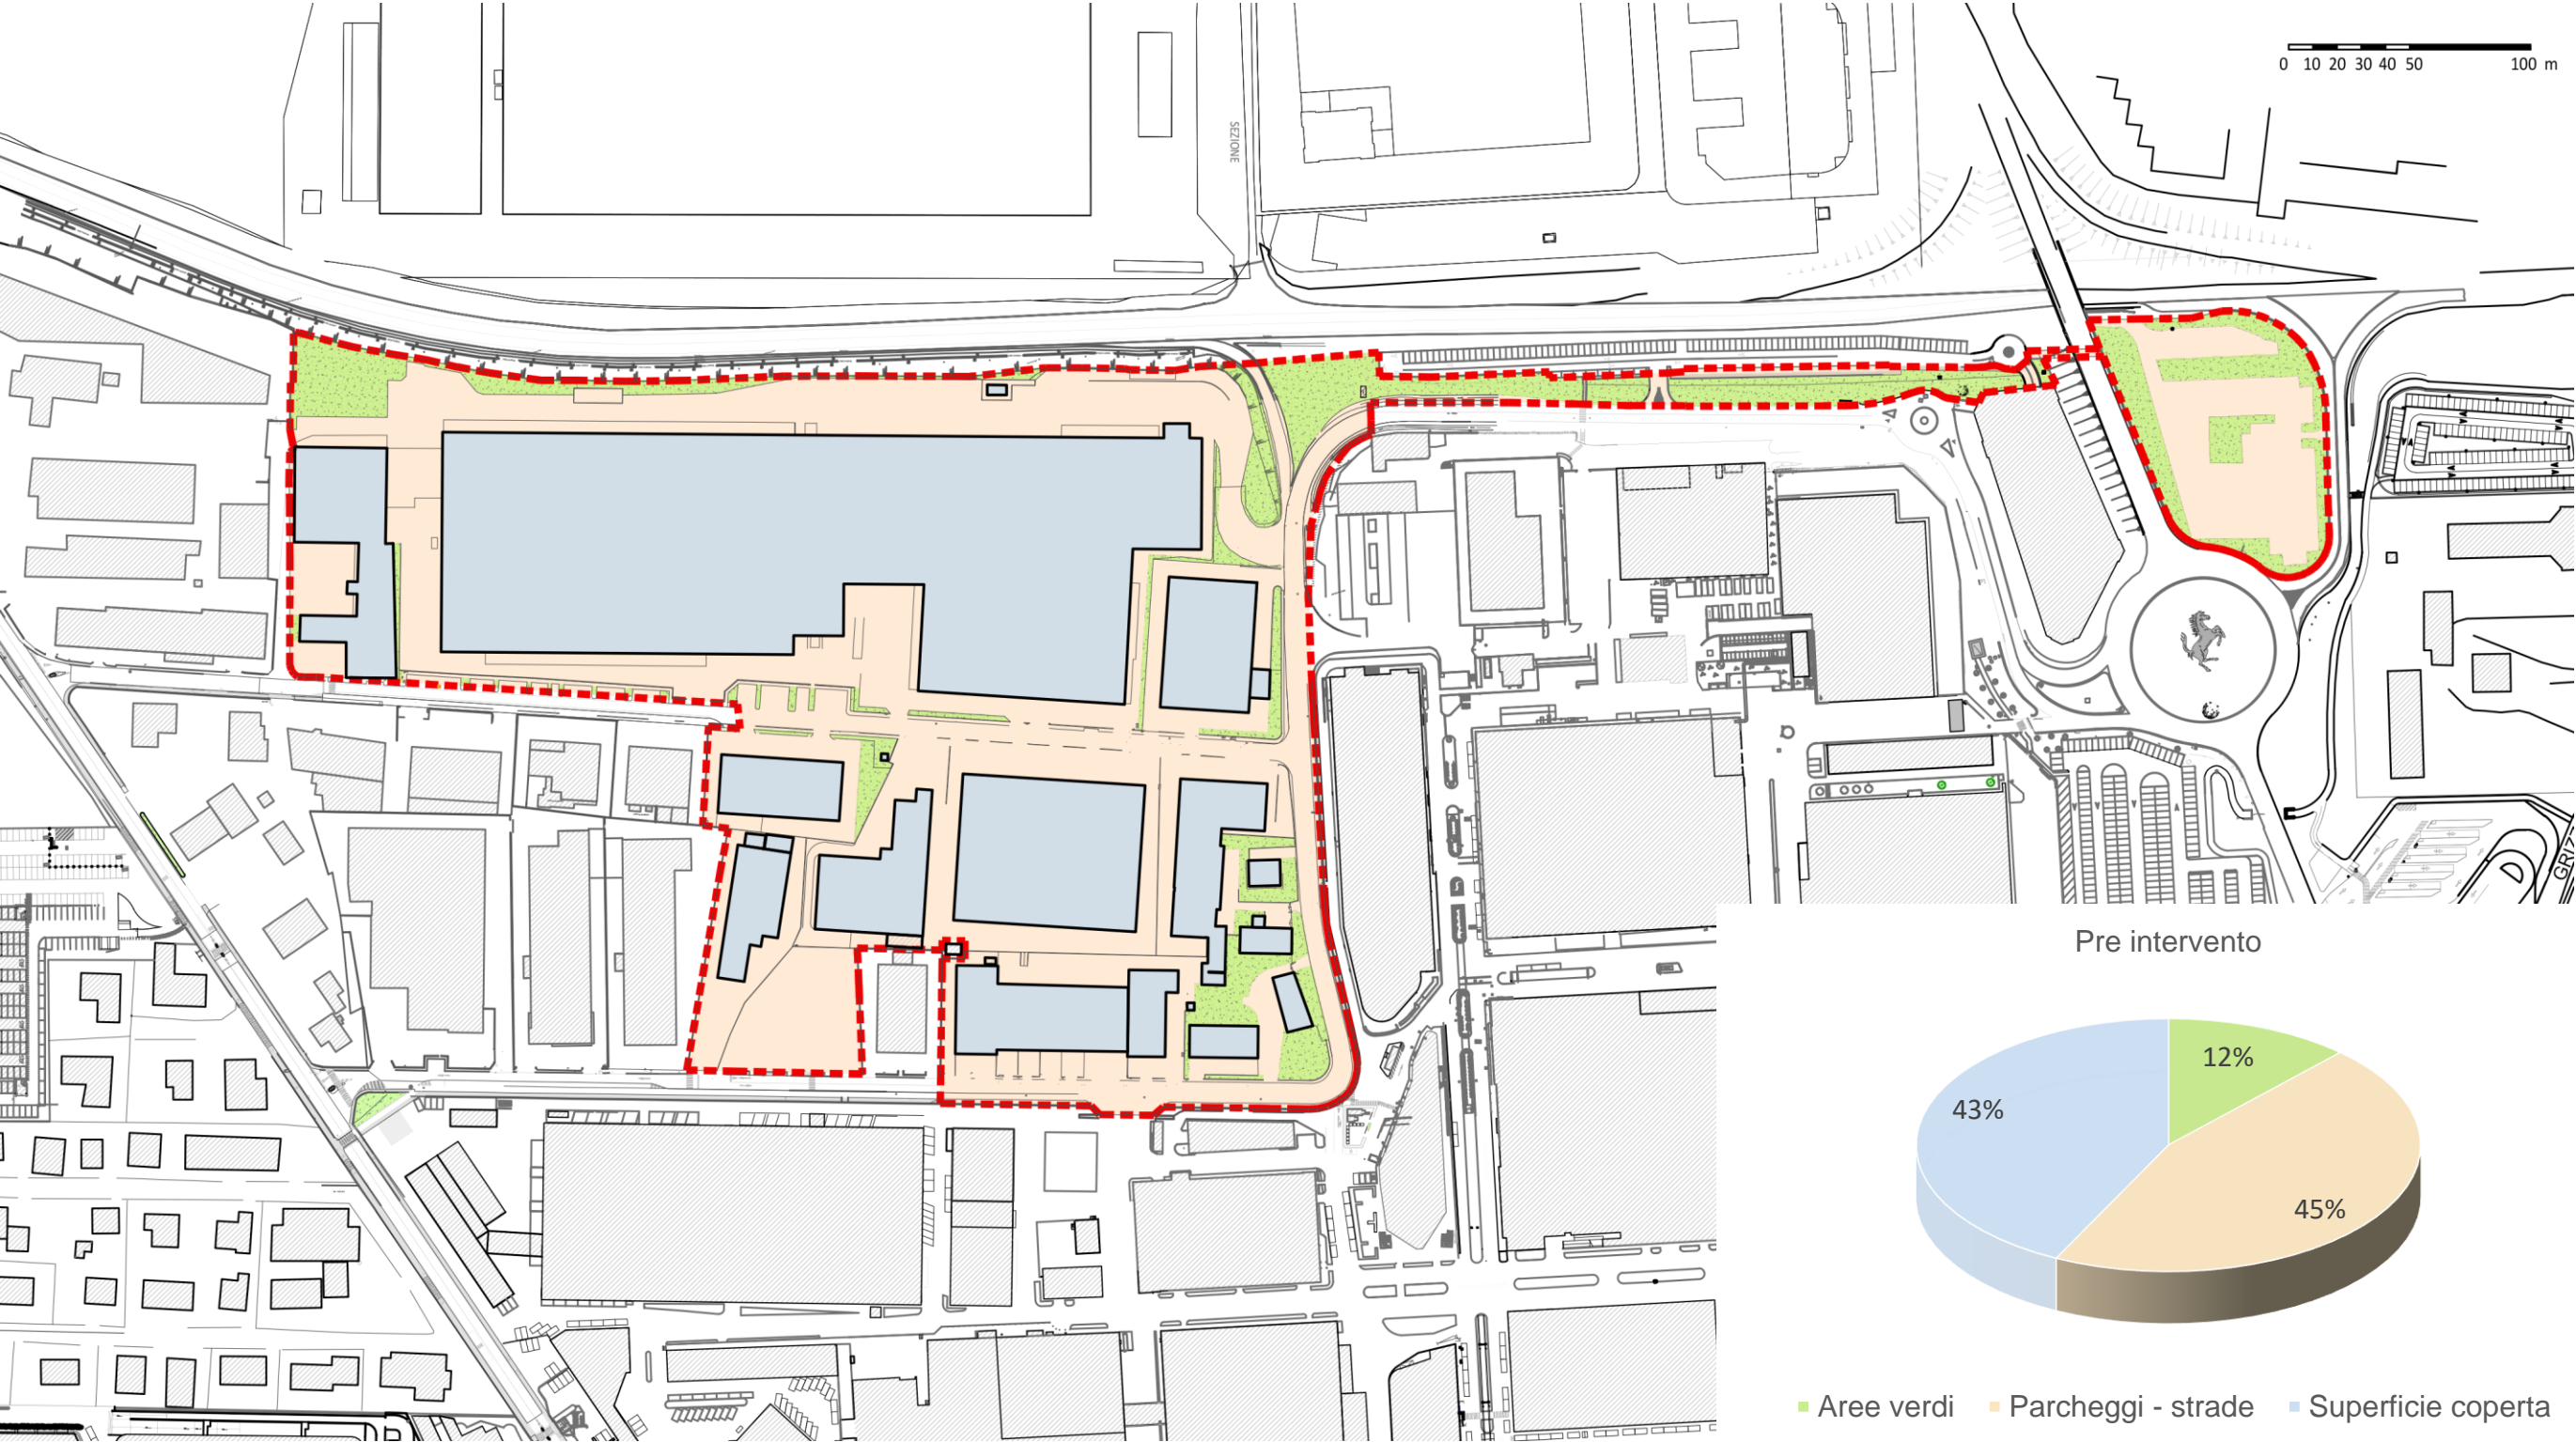 0 10 20 30 40 50 100 m
SEZIONE
Pre intervento
12%
43%
45%
Aree verdi Parcheggi - strade Superficie coperta